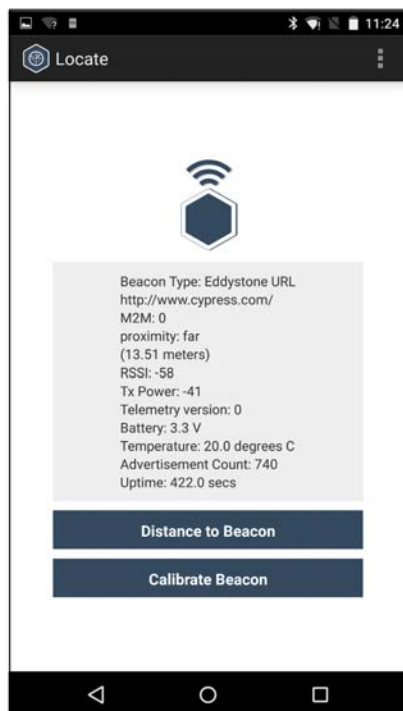 11:24
Locate
Beacon Type: Eddystone URL
http://www.cypress.com/
M2M: 0
proximity: far
(13.51 meters)
RSSI: -58
Tx Power: -41
Telemetry version: 0
Battery: 3.3 V
Temperature: 20.0 degrees C
Advertisement Count: 740
Uptime: 422.0 secs
Distance to Beacon
Calibrate Beacon